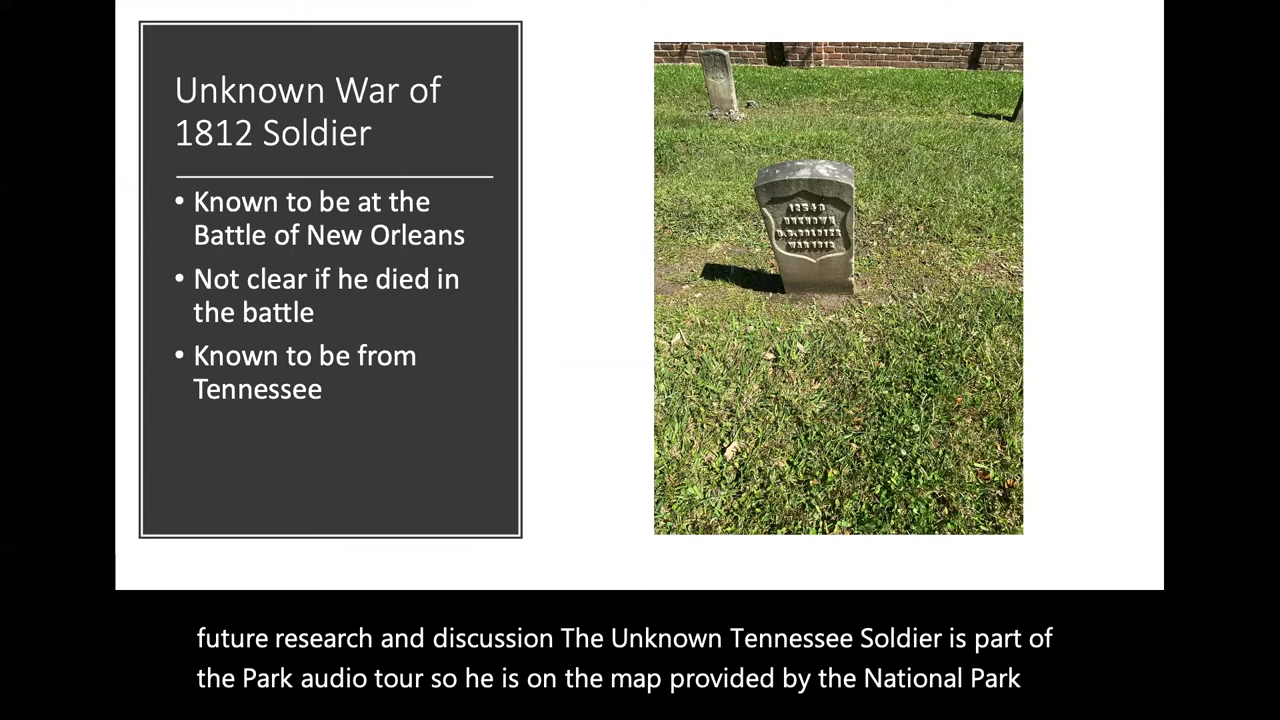 Unknown War of
1812 Soldier
• Known to be at the
Battle of New Orleans
• Not clear if he died in
the battle
• Known to be from
Tennessee
12540
UNKNOWN
U.S.SOLDIER
WAR 1812
future research and discussion The Unknown Tennessee Soldier is part of
the Park audio tour so he is on the map provided by the National Park